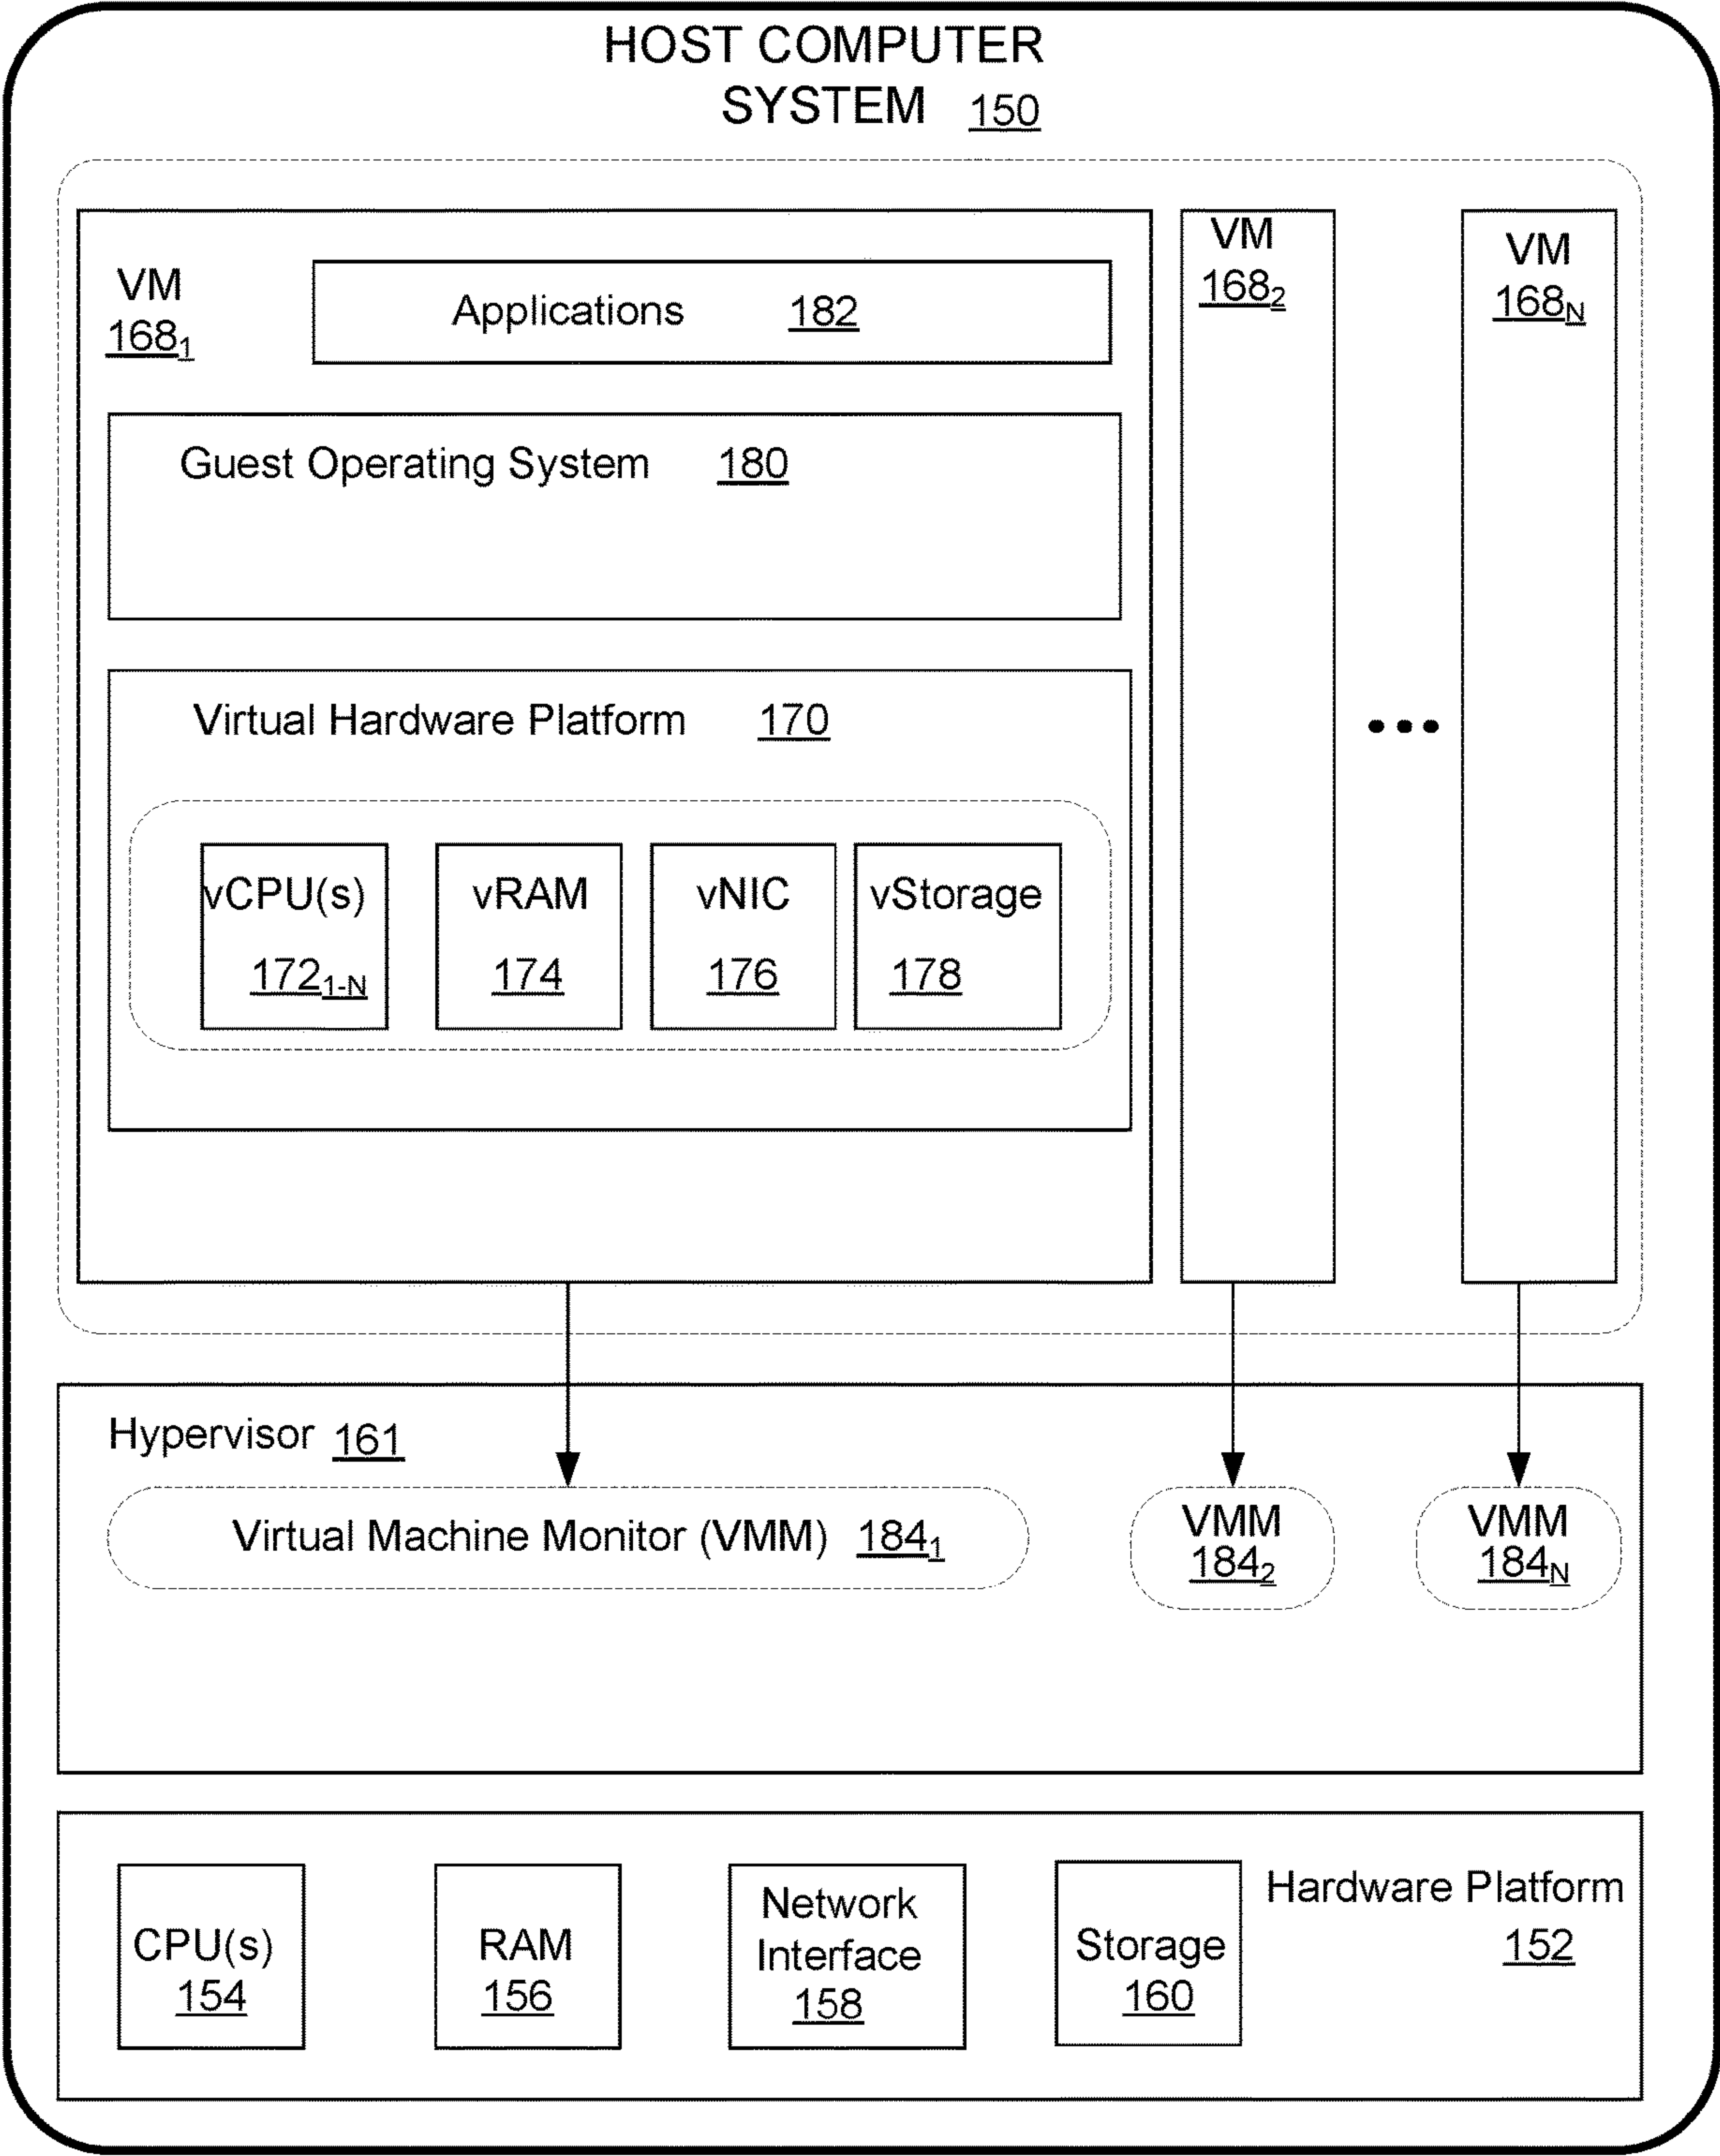 HOST COMPUTER
SYSTEM 150
VM
168₁
Applications 182
VM
168₂
VM
168N
Guest Operating System 180
Virtual Hardware Platform 170
•••
vCPU(s)
172₁-N
vRAM
174
vNIC
176
vStorage
178
Hypervisor 161
Virtual Machine Monitor (VMM) 184₁
VMM
184₂
VMM
184N
CPU(s)
154
RAM
156
Network
Interface
158
Storage
160
Hardware Platform
152